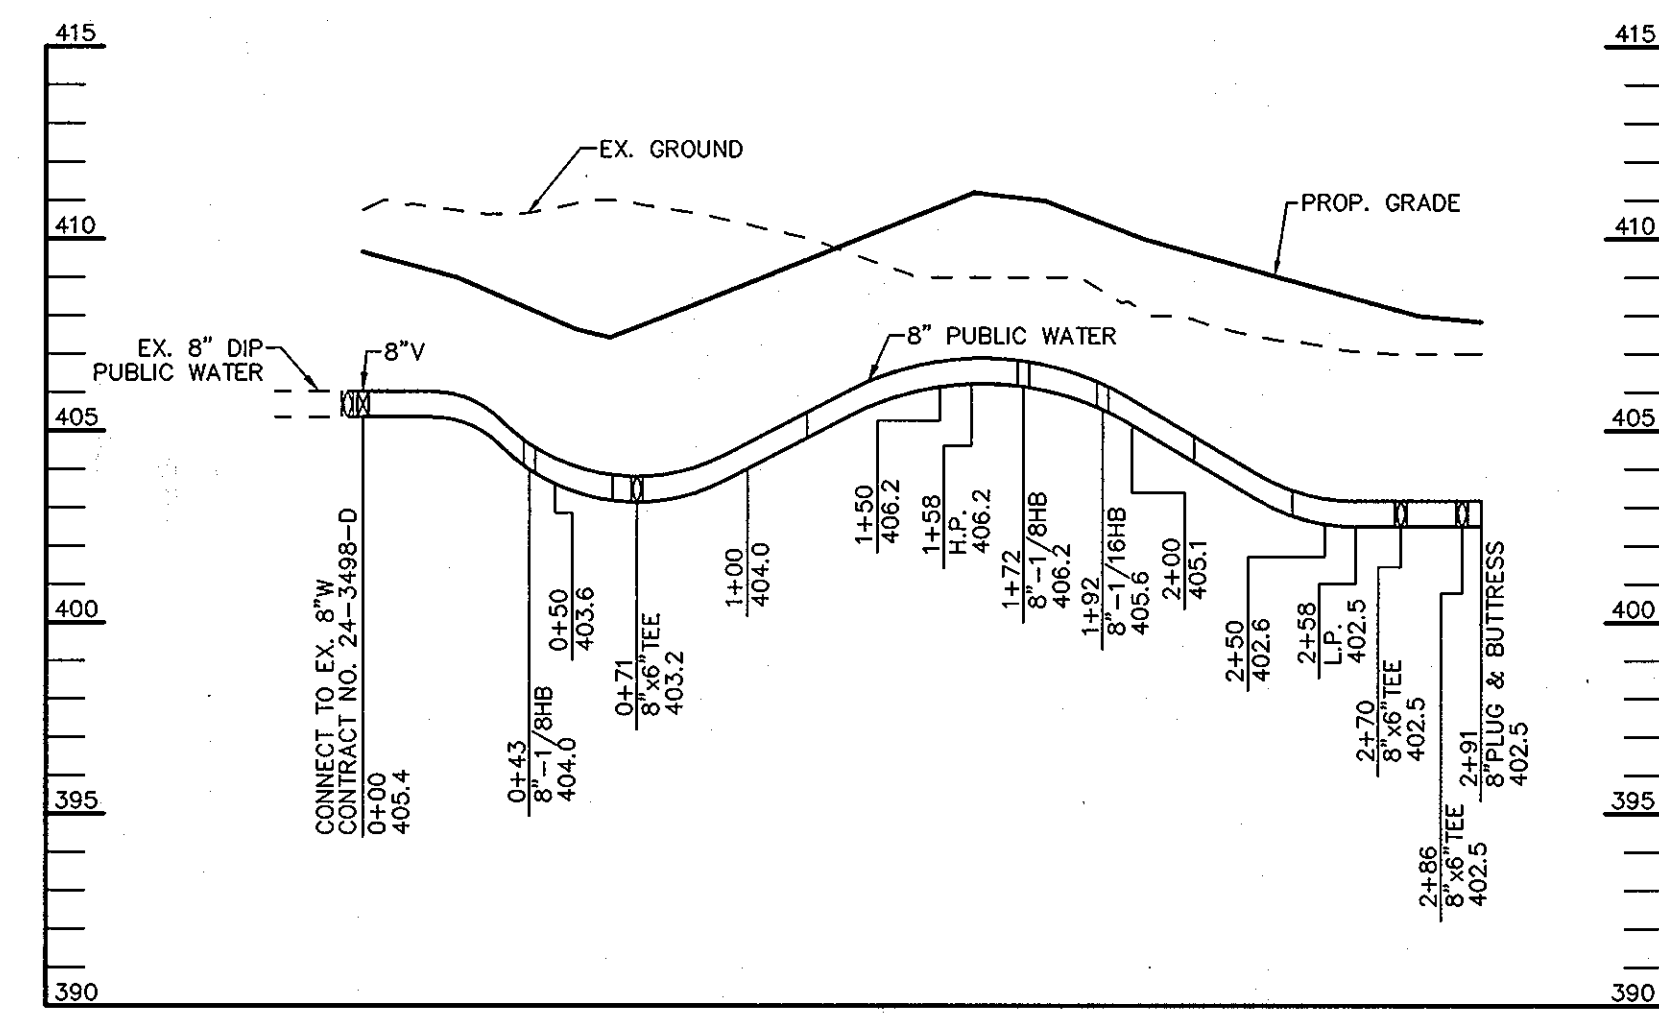 415
415
EX. GROUND
PROP. GRADE
410
410
EX. 8" DIP
PUBLIC WATER
8"V
8" PUBLIC WATER
405
405
400
400
395
395
390
390
CONNECT TO EX. 8"W
CONTRACT NO. 24-3498-D
0+00
405.4
0+43
8"-1/8HB
404.0
0+50
403.6
0+71
8"x6"TEE
403.2
1+00
404.0
1+50
406.2
1+58
H.P.
406.2
1+72
8"-1/8HB
406.2
1+92
8"-1/16HB
405.6
2+00
405.1
2+50
402.6
2+58
L.P.
402.5
2+70
8"x6"TEE
402.5
2+86
8"x6"TEE
402.5
2+91
8"PLUG & BUTTRESS
402.5